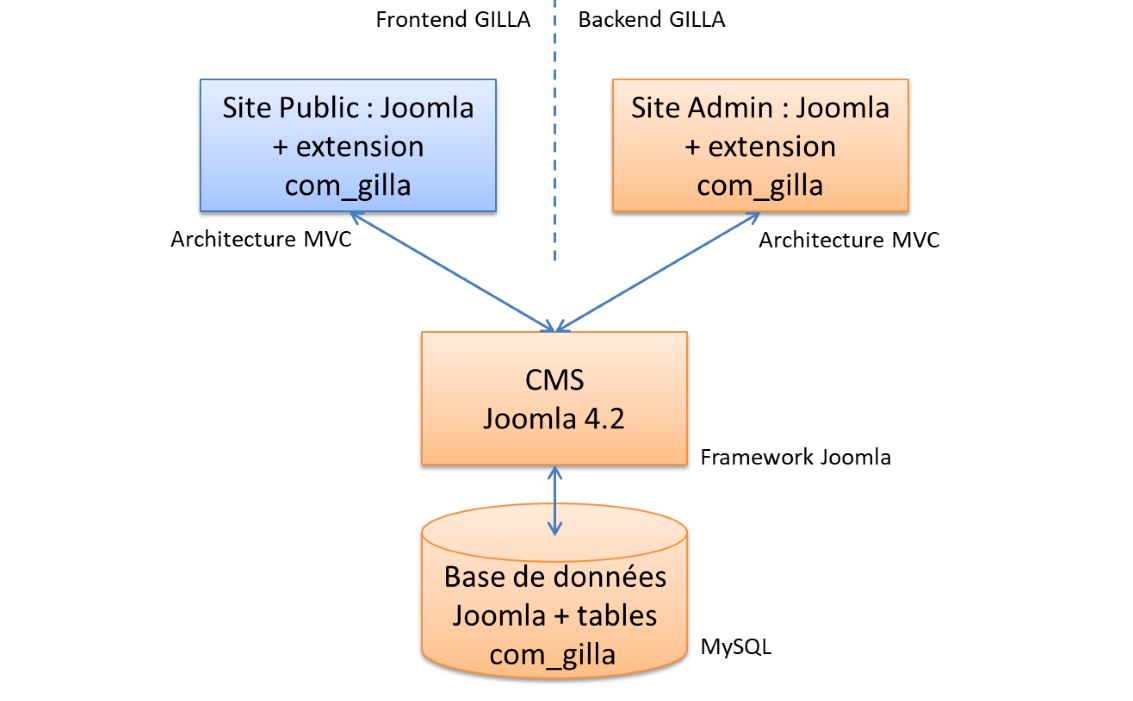 Frontend GILLA
Backend GILLA
Site Public : Joomla
+ extension
com_gilla
Site Admin : Joomla
+ extension
com_gilla
Architecture MVC
Architecture MVC
CMS
Joomla 4.2
Framework Joomla
Base de données
Joomla + tables
com_gilla
MySQL